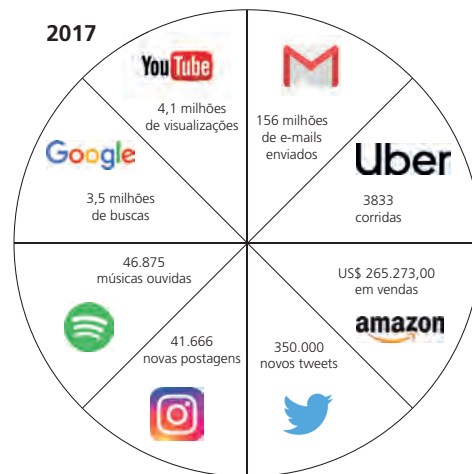 2017
YouTube
4,1 milhões
de visualizações
156 milhões
de e-mails
enviados
Google
3,5 milhões
de buscas
Uber
3833
corridas
46.875
músicas ouvidas
US$ 265.273,00
em vendas
amazon
41.666
novas postagens
350.000
novos tweets